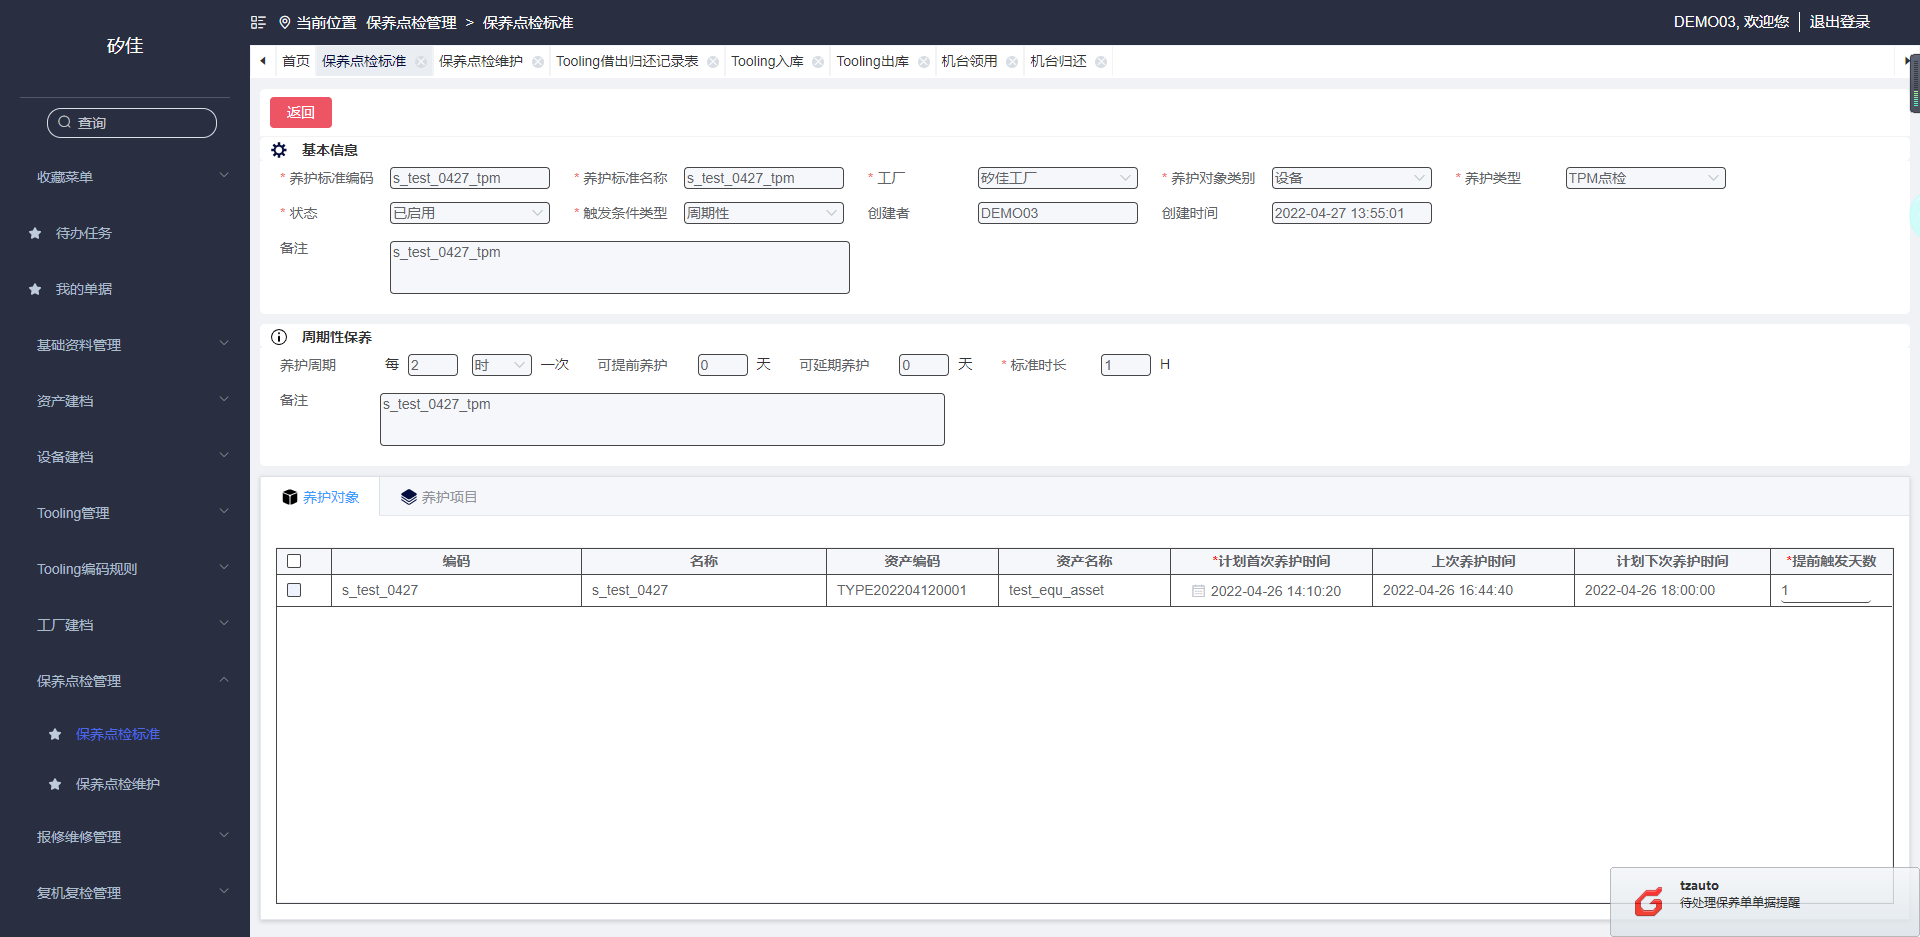 矽佳
查询
收藏菜单
待办任务
我的单据
基础资料管理
资产建档
设备建档
Tooling管理
Tooling编码规则
工厂建档
保养点检管理
保养点检标准
保养点检维护
报修维修管理
复机复检管理
当前位置 保养点检管理 > 保养点检标准
DEMO03, 欢迎您 退出登录
首页 保养点检标准 保养点检维护 Tooling借出归还记录表 Tooling入库 Tooling出库 机台领用 机台归还
返回
基本信息
* 养护标准编码 s_test_0427_tpm * 养护标准名称 s_test_0427_tpm * 工厂 矽佳工厂 * 养护对象类别 设备 * 养护类型 TPM点检
* 状态 已启用 * 触发条件类型 周期性 创建者 DEMO03 创建时间 2022-04-27 13:55:01
备注 s_test_0427_tpm
周期性保养
养护周期 每 2 时 一次 可提前养护 0 天 可延期养护 0 天 * 标准时长 1 H
备注 s_test_0427_tpm
养护对象 养护项目
编码 名称 资产编码 资产名称 *计划首次养护时间 上次养护时间 计划下次养护时间 *提前触发天数
s_test_0427 s_test_0427 TYPE202204120001 test_equ_asset 2022-04-26 14:10:20 2022-04-26 16:44:40 2022-04-26 18:00:00 1
tzauto
待处理保养单单据提醒